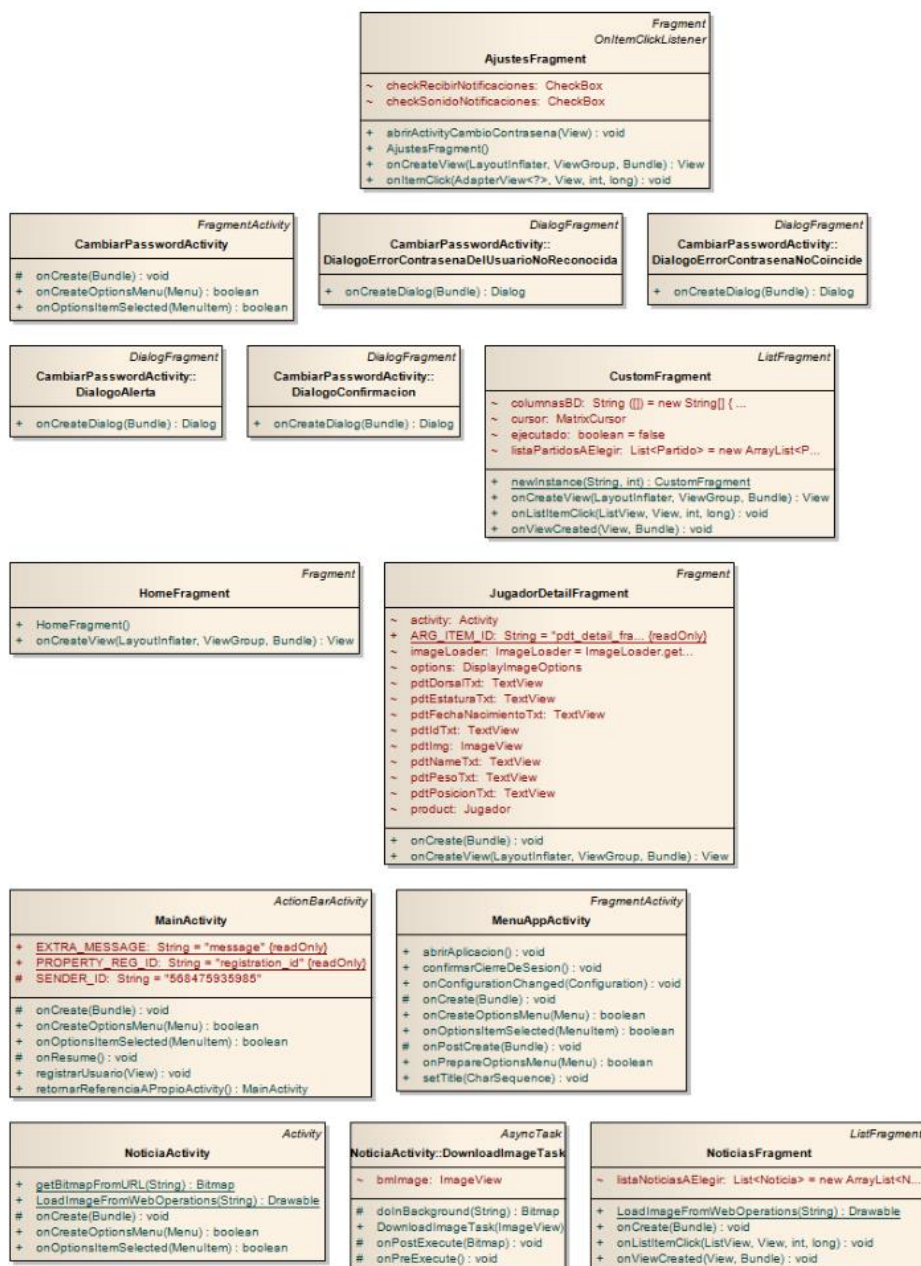 Fragment
OnItemClickListener
AjustesFragment
~ checkRecibirNotificaciones: CheckBox
~ checkSonidoNotificaciones: CheckBox
+ abrirActivityCambioContrasena(View) : void
+ AjustesFragment()
+ onCreateView(LayoutInflater, ViewGroup, Bundle) : View
+ onItemClick(AdapterView<?>, View, int, long) : void
FragmentActivity
CambiarPasswordActivity
# onCreate(Bundle) : void
+ onCreateOptionsMenu(Menu) : boolean
+ onOptionsItemSelected(MenuItem) : boolean
DialogFragment
CambiarPasswordActivity::
DialogoErrorContrasenaDelUsuarioNoReconocida
+ onCreateDialog(Bundle) : Dialog
DialogFragment
CambiarPasswordActivity::
DialogoErrorContrasenaNoCoincide
+ onCreateDialog(Bundle) : Dialog
DialogFragment
CambiarPasswordActivity::
DialogoAlerta
+ onCreateDialog(Bundle) : Dialog
DialogFragment
CambiarPasswordActivity::
DialogoConfirmacion
+ onCreateDialog(Bundle) : Dialog
ListFragment
CustomFragment
~ columnasBD: String ([]) = new String[] { ...
~ cursor: MatrixCursor
~ ejecutado: boolean = false
~ listaPartidosAElegir: List<Partido> = new ArrayList<P...
+ newInstance(String, int) : CustomFragment
+ onCreateView(LayoutInflater, ViewGroup, Bundle) : View
+ onListItemClick(ListView, View, int, long) : void
+ onViewCreated(View, Bundle) : void
Fragment
HomeFragment
+ HomeFragment()
+ onCreateView(LayoutInflater, ViewGroup, Bundle) : View
Fragment
JugadorDetailFragment
~ activity: Activity
+ ARG_ITEM_ID: String = "pdt_detail_fra... {readOnly}
~ imageLoader: ImageLoader = ImageLoader.get...
~ options: DisplayImageOptions
~ pdtDorsalTxt: TextView
~ pdtEstaturaTxt: TextView
~ pdtFechaNacimientoTxt: TextView
~ pdtIdTxt: TextView
~ pdtImg: ImageView
~ pdtNameTxt: TextView
~ pdtPesoTxt: TextView
~ pdtPosicionTxt: TextView
~ product: Jugador
+ onCreate(Bundle) : void
+ onCreateView(LayoutInflater, ViewGroup, Bundle) : View
ActionBarActivity
MainActivity
+ EXTRA_MESSAGE: String = "message" {readOnly}
+ PROPERTY_REG_ID: String = "registration_id" {readOnly}
# SENDER_ID: String = "568475935985"
# onCreate(Bundle) : void
+ onCreateOptionsMenu(Menu) : boolean
+ onOptionsItemSelected(MenuItem) : boolean
# onResume() : void
+ registrarUsuario(View) : void
+ retornarReferenciaAPropioActivity() : MainActivity
FragmentActivity
MenuAppActivity
+ abrirAplicacion() : void
+ confirmarCierreDeSesion() : void
+ onConfigurationChanged(Configuration) : void
# onCreate(Bundle) : void
+ onCreateOptionsMenu(Menu) : boolean
+ onOptionsItemSelected(MenuItem) : boolean
# onPostCreate(Bundle) : void
+ onPrepareOptionsMenu(Menu) : boolean
+ setTitle(CharSequence) : void
Activity
NoticiaActivity
+ getBitmapFromURL(String) : Bitmap
+ LoadImageFromWebOperations(String) : Drawable
# onCreate(Bundle) : void
+ onCreateOptionsMenu(Menu) : boolean
+ onOptionsItemSelected(MenuItem) : boolean
AsyncTask
NoticiaActivity::DownloadImageTask
~ bmImage: ImageView
# doInBackground(String) : Bitmap
+ DownloadImageTask(ImageView)
# onPostExecute(Bitmap) : void
# onPreExecute() : void
ListFragment
NoticiasFragment
~ listaNoticiasAElegir: List<Noticia> = new ArrayList<N...
+ LoadImageFromWebOperations(String) : Drawable
+ onCreate(Bundle) : void
+ onListItemClick(ListView, View, int, long) : void
+ onViewCreated(View, Bundle) : void